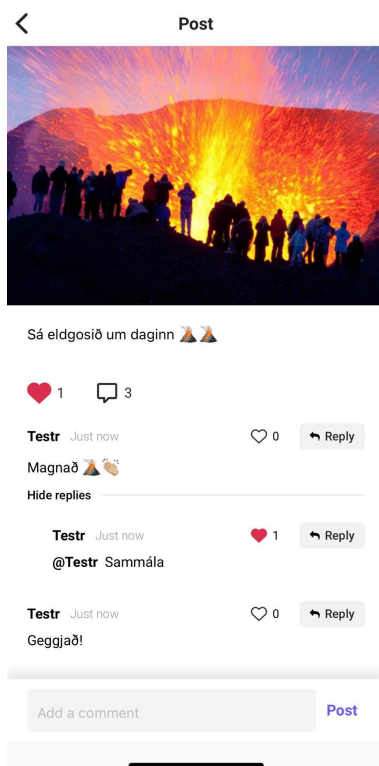 Post
Sá eldgosið um daginn 🌋🌋
1 3
Testr Just now 0 Reply
Magnað 🌋👏🏼
Hide replies
Testr Just now 1 Reply
@Testr Sammála
Testr Just now 0 Reply
Geggjað!
Add a comment Post